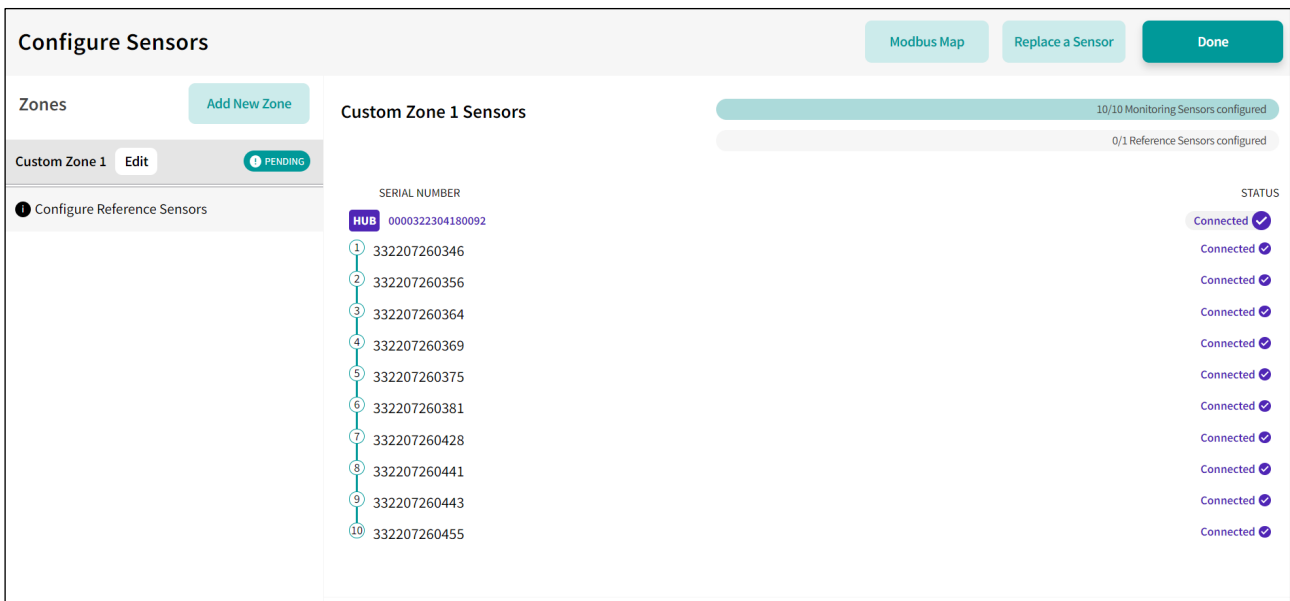 Configure Sensors
Modbus Map
Replace a Sensor
Done
Zones
Add New Zone
Custom Zone 1
Edit
! PENDING
i Configure Reference Sensors
Custom Zone 1 Sensors
10/10 Monitoring Sensors configured
0/1 Reference Sensors configured
SERIAL NUMBER STATUS
HUB 0000322304180092 Connected
1 332207260346 Connected
2 332207260356 Connected
3 332207260364 Connected
4 332207260369 Connected
5 332207260375 Connected
6 332207260381 Connected
7 332207260428 Connected
8 332207260441 Connected
9 332207260443 Connected
10 332207260455 Connected